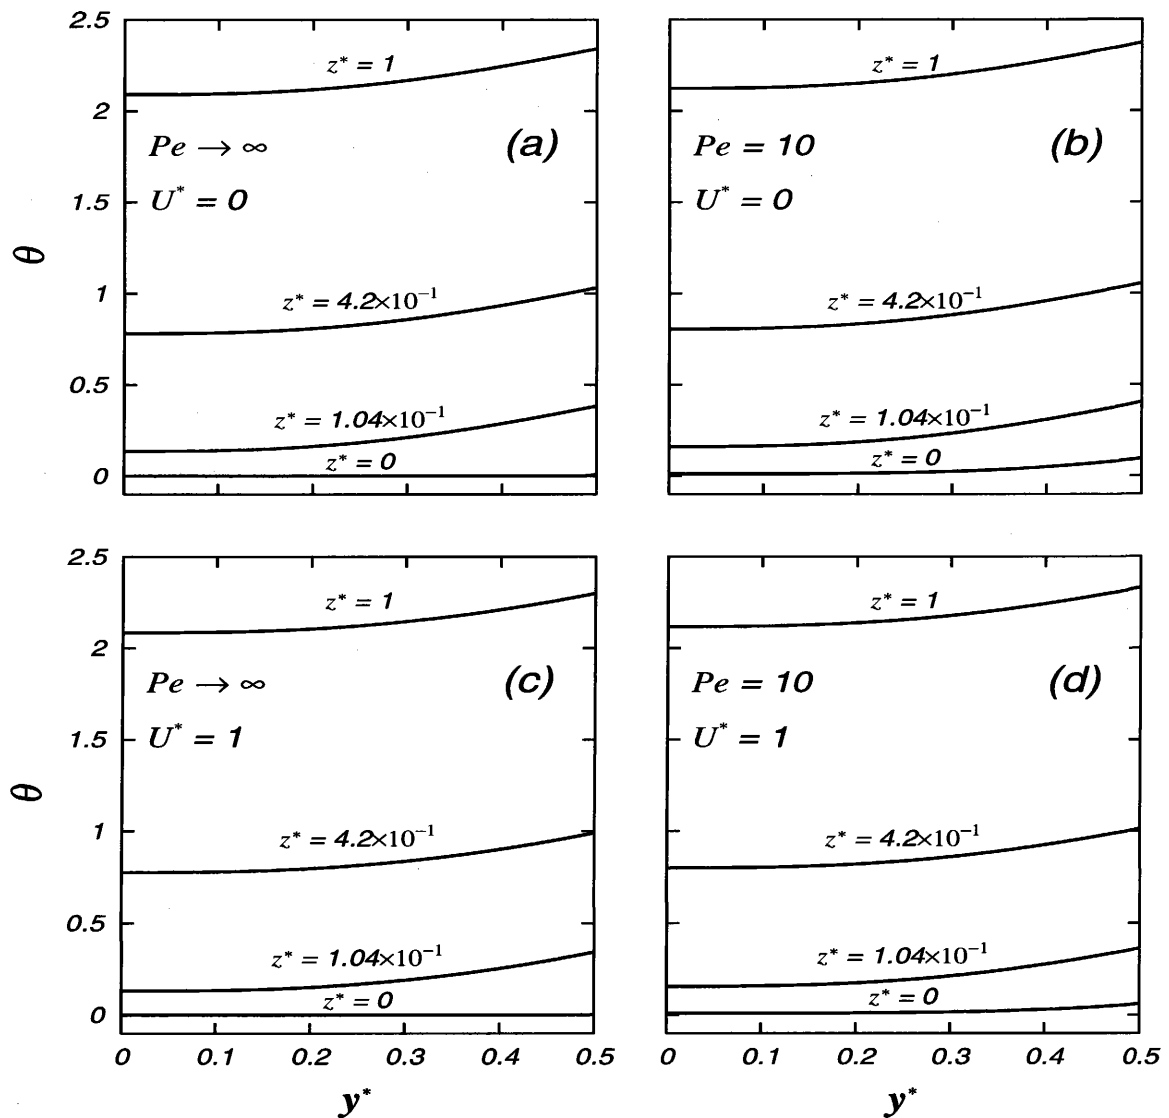 2.5
z* = 1
z* = 1
2
Pe → ∞
(a)
Pe = 10
(b)
1.5
U* = 0
U* = 0
θ
1
z* = 4.2×10⁻¹
z* = 4.2×10⁻¹
0.5
z* = 1.04×10⁻¹
z* = 1.04×10⁻¹
0
z* = 0
z* = 0
2.5
z* = 1
z* = 1
2
Pe → ∞
(c)
Pe = 10
(d)
1.5
U* = 1
U* = 1
θ
1
z* = 4.2×10⁻¹
z* = 4.2×10⁻¹
0.5
z* = 1.04×10⁻¹
z* = 1.04×10⁻¹
0
z* = 0
z* = 0
0 0.1 0.2 0.3 0.4 0.5
0 0.1 0.2 0.3 0.4 0.5
y*
y*